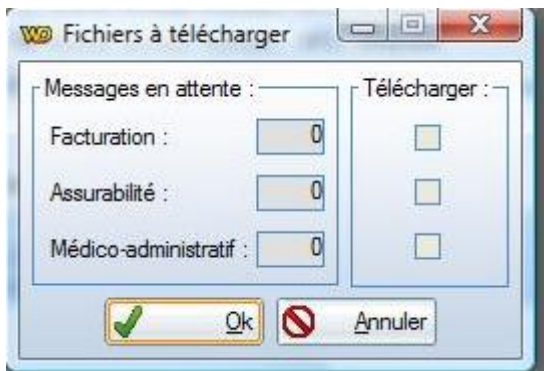 WD Fichiers à télécharger
Messages en attente : Télécharger :
Facturation : 0
Assurabilité : 0
Médico-administratif : 0
Ok Annuler